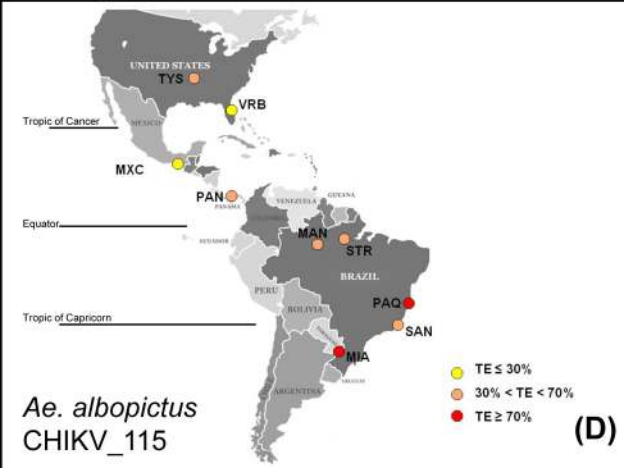 UNITED STATES
TYS
VRB
Tropic of Cancer
MEXICO
MXC
PAN
PANAMA
VENEZUELA
GUYANA
COLOMBIA
Equator
MAN
STR
ECUADOR
BRAZIL
PERU
PAQ
BOLIVIA
Tropic of Capricorn
SAN
MIA
URUGUAY
ARGENTINA
TE ≤ 30%
30% < TE < 70%
TE ≥ 70%
Ae. albopictus
CHIKV_115
(D)